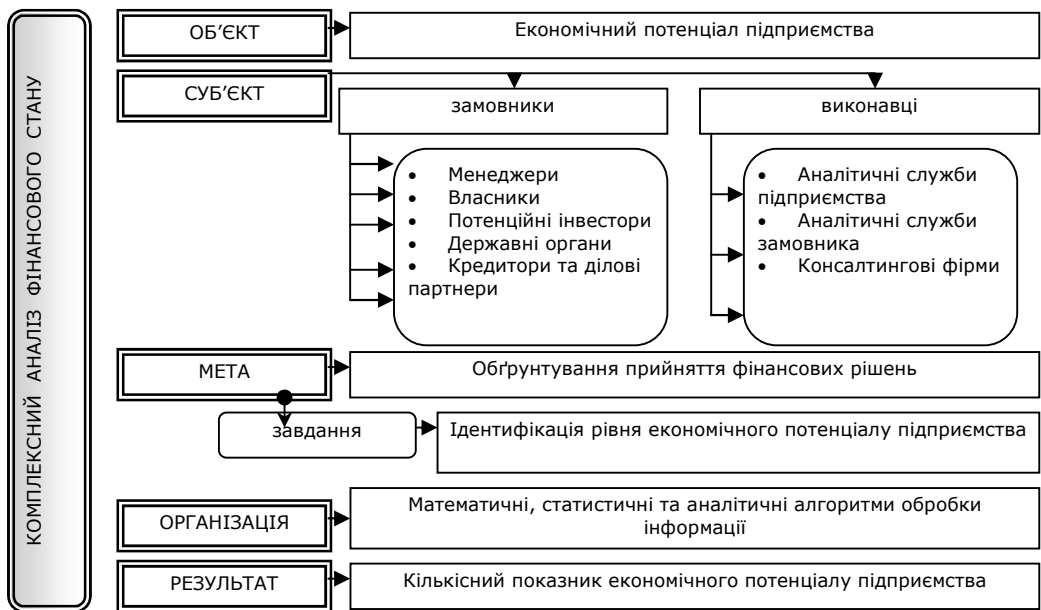 КОМПЛЕКСНИЙ АНАЛІЗ ФІНАНСОВОГО СТАНУ
ОБ’ЄКТ
Економічний потенціал підприємства
СУБ’ЄКТ
замовники
виконавці
• Менеджери
• Власники
• Потенційні інвестори
• Державні органи
• Кредитори та ділові
партнери
• Аналітичні служби
підприємства
• Аналітичні служби
замовника
• Консалтингові фірми
МЕТА
Обґрунтування прийняття фінансових рішень
завдання
Ідентифікація рівня економічного потенціалу підприємства
ОРГАНІЗАЦІЯ
Математичні, статистичні та аналітичні алгоритми обробки
інформації
РЕЗУЛЬТАТ
Кількісний показник економічного потенціалу підприємства